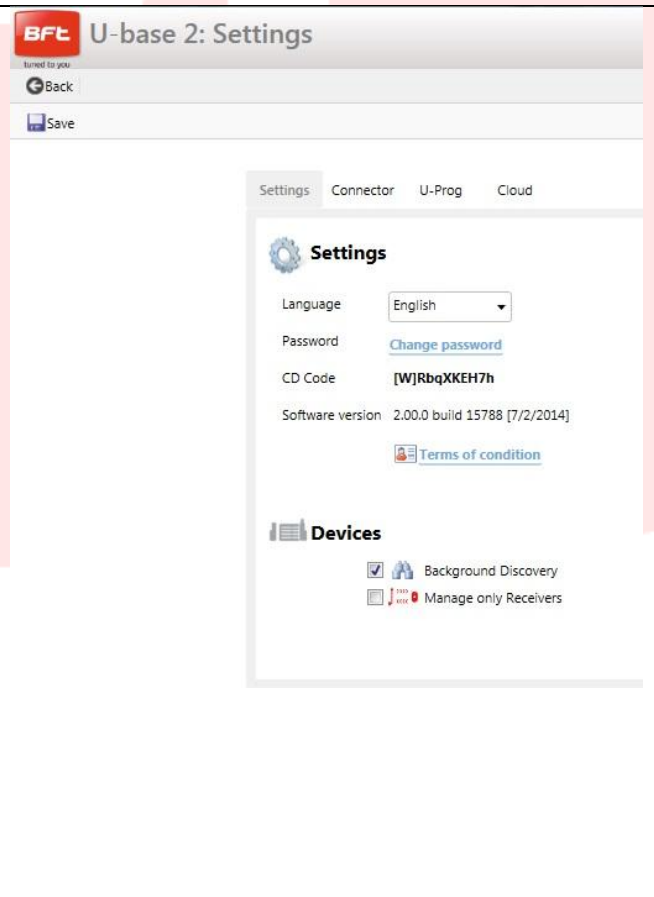 BFt U-base 2: Settings
tuned to you
Back
Save
Settings Connector U-Prog Cloud
Settings
Language English
Password Change password
CD Code [W]RbqXKEH7h
Software version 2.00.0 build 15788 [7/2/2014]
Terms of condition
Devices
Background Discovery
Manage only Receivers